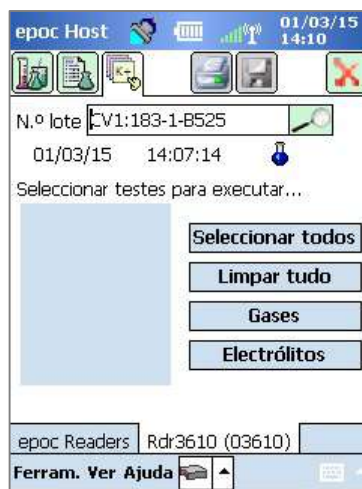 epoc Host 01/03/15
14:10
K+
N.º lote CV1:183-1-B525
01/03/15 14:07:14
Seleccionar testes para executar...
Seleccionar todos
Limpar tudo
Gases
Electrólitos
epoc Readers Rdr3610 (03610)
Ferram. Ver Ajuda